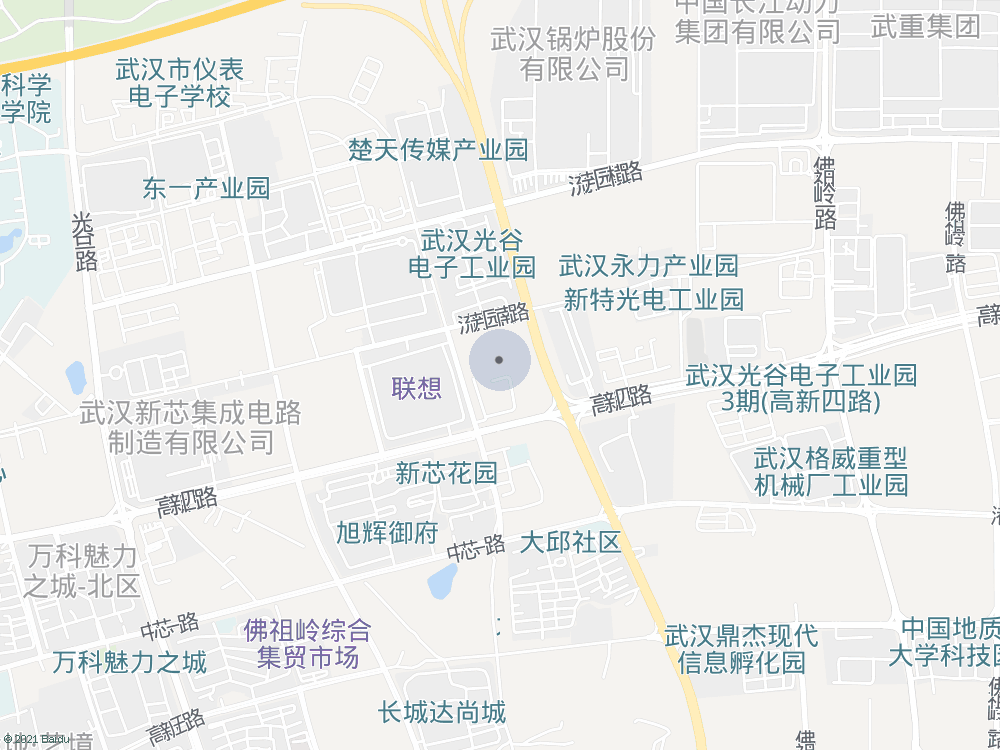 中国长江动力
集团有限公司
武重集团
武汉锅炉股份
有限公司
武汉市仪表
电子学校
科学
学院
楚天传媒产业园
流芳园横路
佛祖岭一路
东一产业园
光谷一路
佛祖岭二路
武汉光谷
电子工业园
武汉永力产业园
新特光电工业园
流芳园南路
高新
联想
武汉光谷电子工业园
3期(高新四路)
高新四路
武汉新芯集成电路
制造有限公司
武汉格威重型
机械厂工业园
新芯花园
高新四路
旭辉御府
大邱社区
中芯一路
万科魅力
之城-北区
中芯一路
佛祖岭综合
集贸市场
武汉鼎杰现代
信息孵化园
中国地质
大学科技园
万科魅力之城
长城达尚城
高新五路
© 2021 Baidu